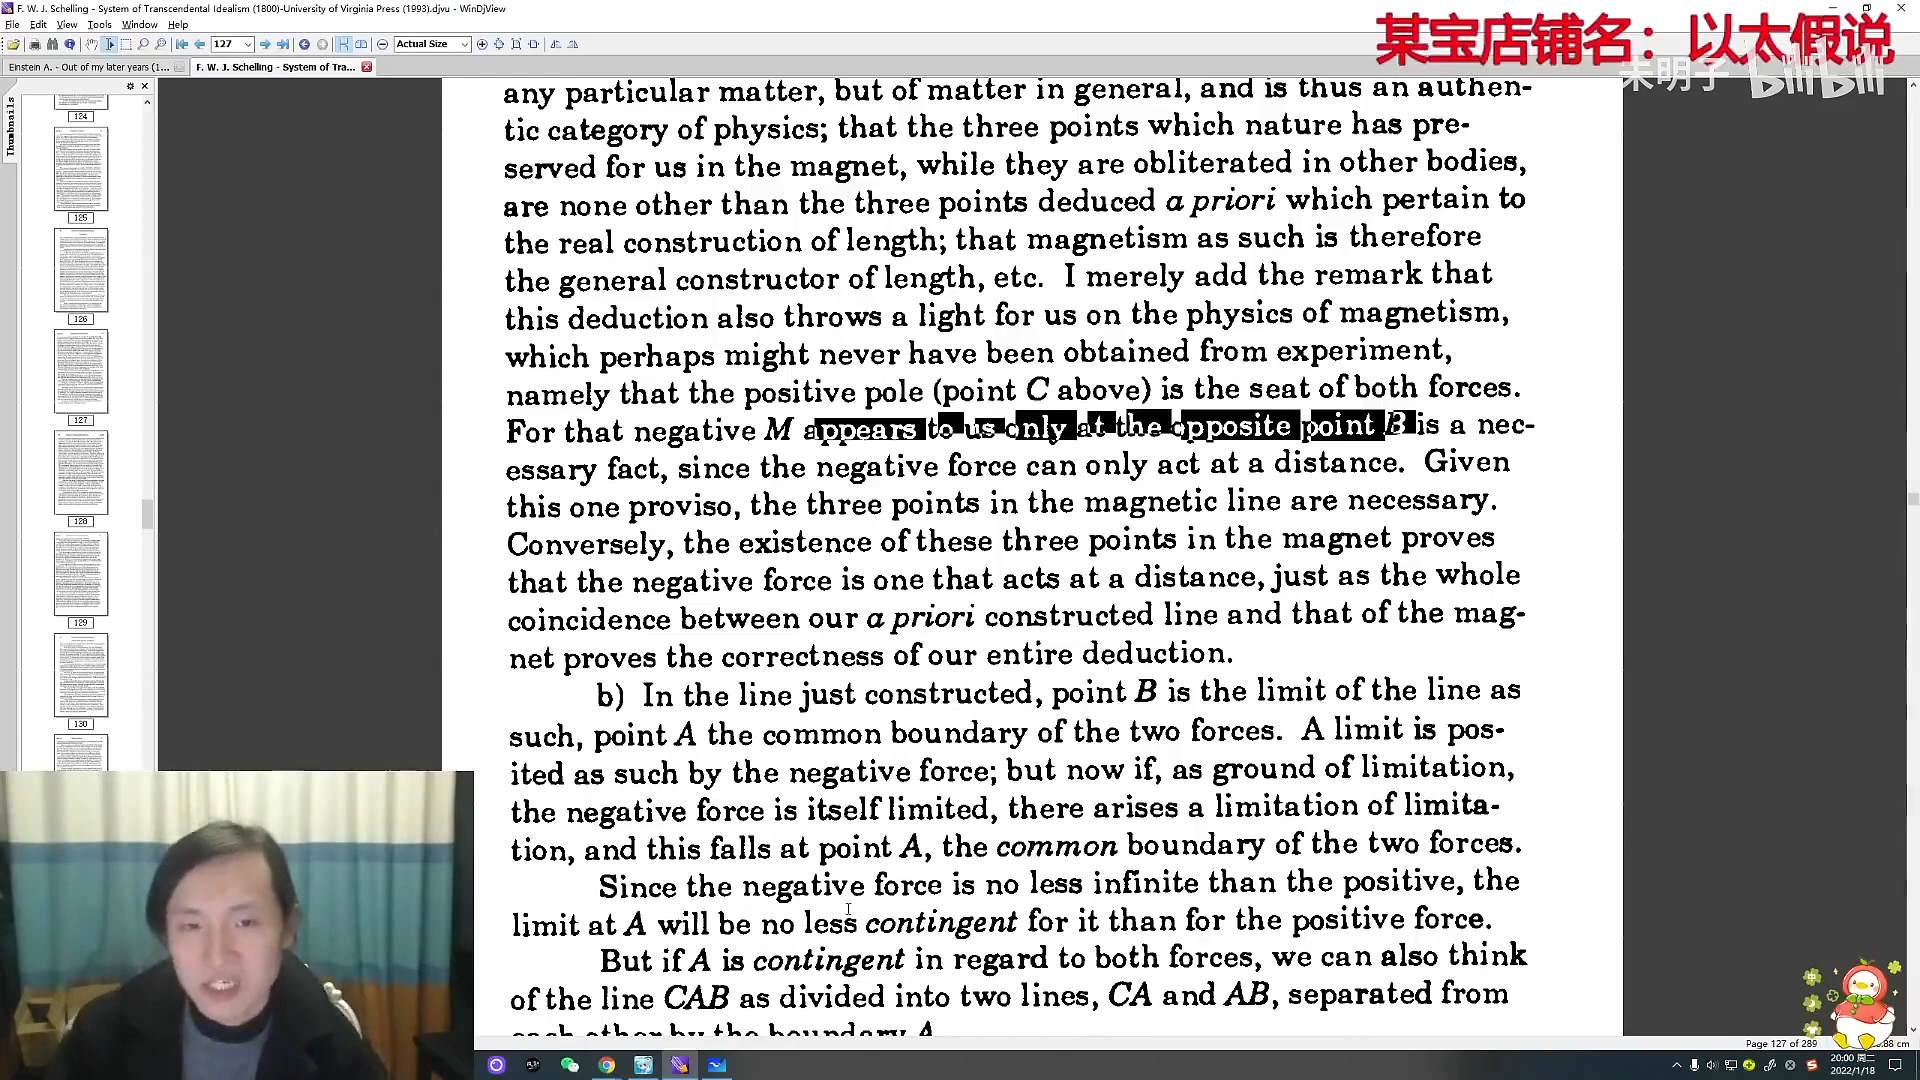 F. W. J. Schelling - System of Transcendental Idealism (1800)-University of Virginia Press (1993).djvu - WinDjView
File Edit View Tools Window Help
127
Actual Size
某宝店铺名：以太假说
朱明子 bilibili
Einstein A. - Out of my later years (1...
F. W. J. Schelling - System of Tra...
Thumbnails
124
125
126
127
128
129
130
any particular matter, but of matter in general, and is thus an authen-
tic category of physics; that the three points which nature has pre-
served for us in the magnet, while they are obliterated in other bodies,
are none other than the three points deduced a priori which pertain to
the real construction of length; that magnetism as such is therefore
the general constructor of length, etc. I merely add the remark that
this deduction also throws a light for us on the physics of magnetism,
which perhaps might never have been obtained from experiment,
namely that the positive pole (point C above) is the seat of both forces.
For that negative M appears to us only at the opposite point B is a nec-
essary fact, since the negative force can only act at a distance. Given
this one proviso, the three points in the magnetic line are necessary.
Conversely, the existence of these three points in the magnet proves
that the negative force is one that acts at a distance, just as the whole
coincidence between our a priori constructed line and that of the mag-
net proves the correctness of our entire deduction.
b) In the line just constructed, point B is the limit of the line as
such, point A the common boundary of the two forces. A limit is pos-
ited as such by the negative force; but now if, as ground of limitation,
the negative force is itself limited, there arises a limitation of limita-
tion, and this falls at point A, the common boundary of the two forces.
Since the negative force is no less infinite than the positive, the
limit at A will be no less contingent for it than for the positive force.
But if A is contingent in regard to both forces, we can also think
of the line CAB as divided into two lines, CA and AB, separated from
each other by the boundary A.
Page 127 of 289
20:00 周二
2022/1/18